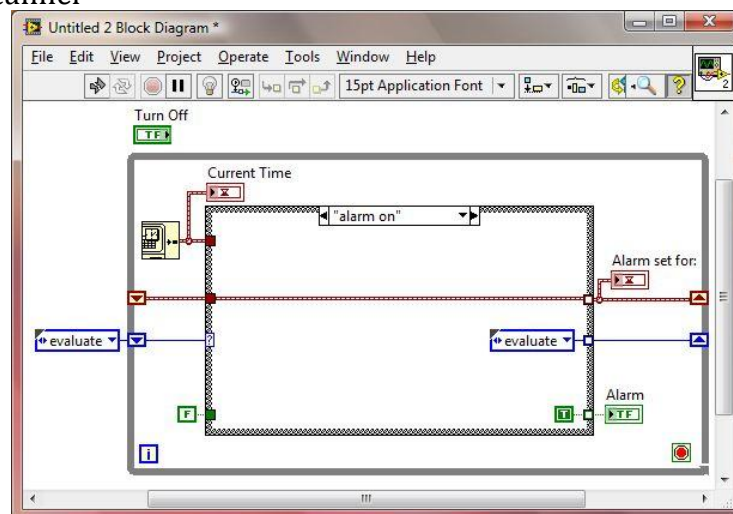 Untitled 2 Block Diagram *
File Edit View Project Operate Tools Window Help
15pt Application Font
2
Turn Off
TF
Current Time
"alarm on"
Alarm set for:
evaluate
?
evaluate
Alarm
F
T
TF
i